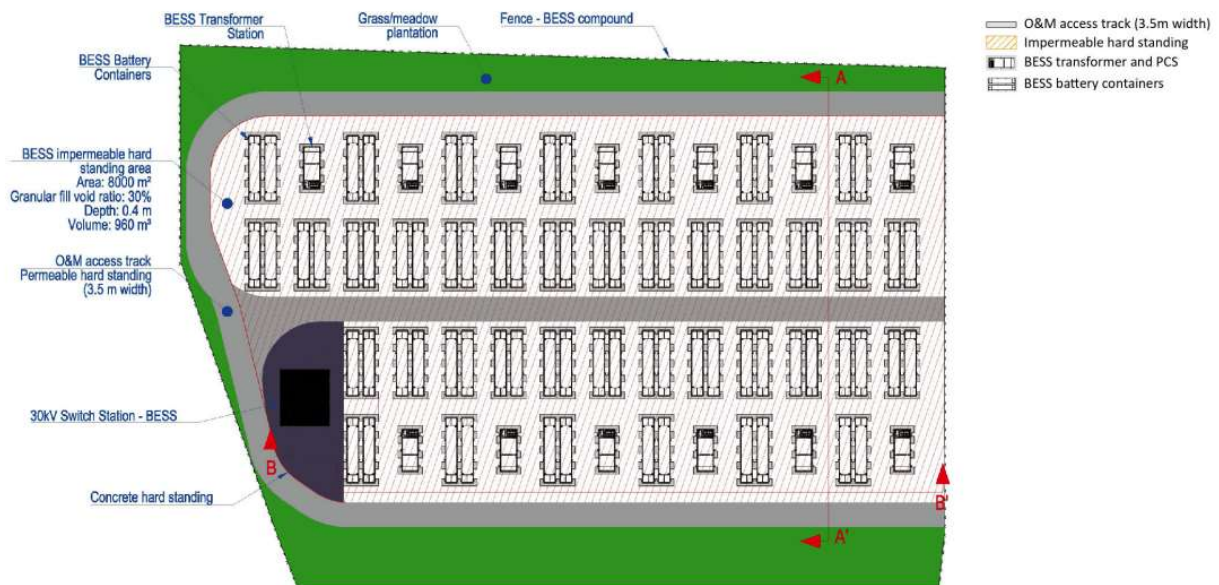 BESS Transformer
Station
Grass/meadow
plantation
Fence - BESS compound
O&M access track (3.5m width)
Impermeable hard standing
BESS transformer and PCS
BESS battery containers
BESS Battery
Containers
A
BESS impermeable hard
standing area
Area: 8000 m²
Granular fill void ratio: 30%
Depth: 0.4 m
Volume: 960 m³
O&M access track
Permeable hard standing
(3.5 m width)
30kV Switch Station - BESS
B
B'
Concrete hard standing
A'